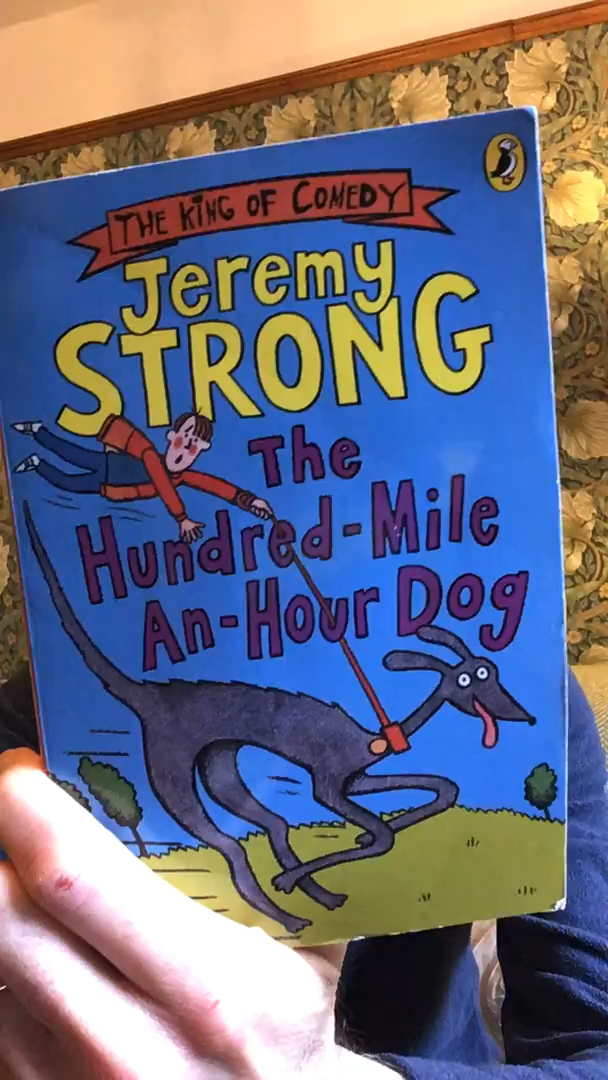 THE KING OF COMEDY
Jeremy
STRONG
The
Hundred-Mile
An-Hour Dog